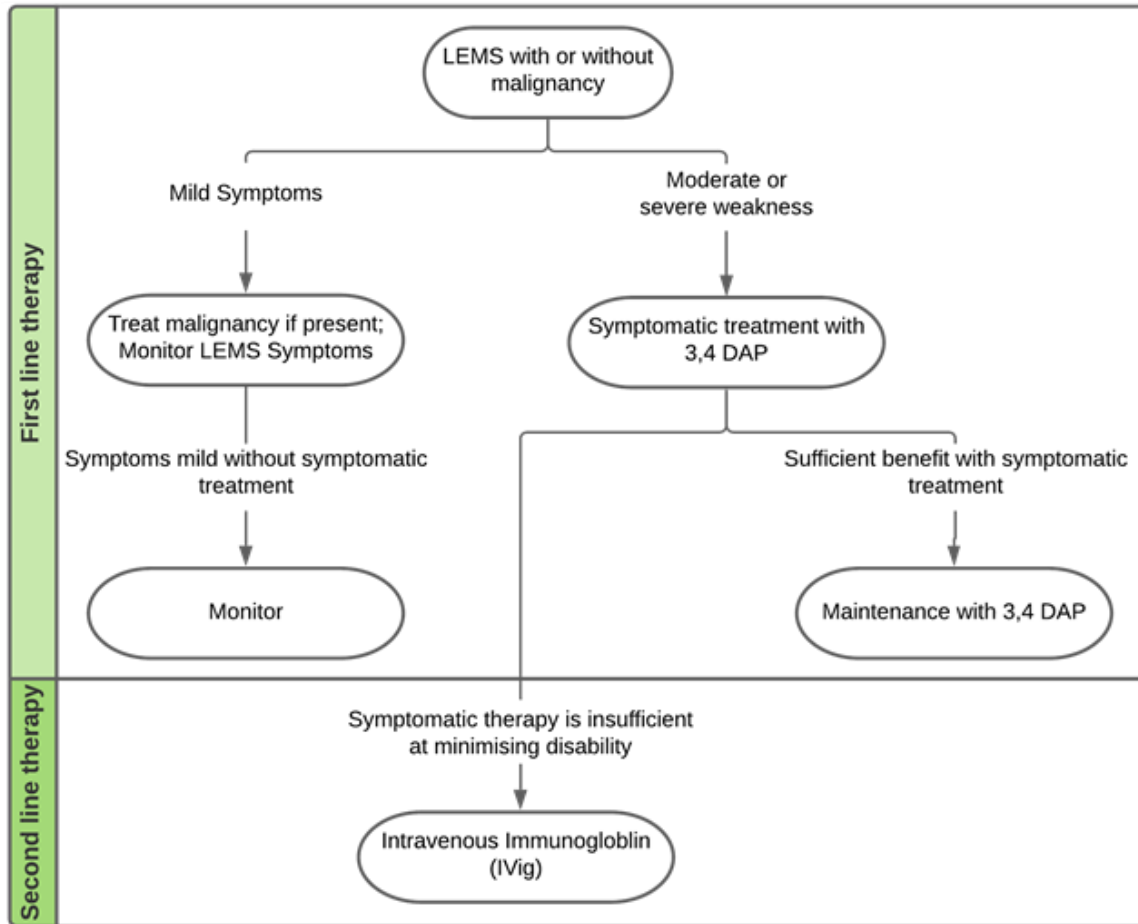 First line therapy
LEMS with or without
malignancy
Mild Symptoms
Moderate or
severe weakness
Treat malignancy if present;
Monitor LEMS Symptoms
Symptomatic treatment with
3,4 DAP
Symptoms mild without symptomatic
treatment
Sufficient benefit with symptomatic
treatment
Monitor
Maintenance with 3,4 DAP
Second line therapy
Symptomatic therapy is insufficient
at minimising disability
Intravenous Immunogloblin
(IVig)